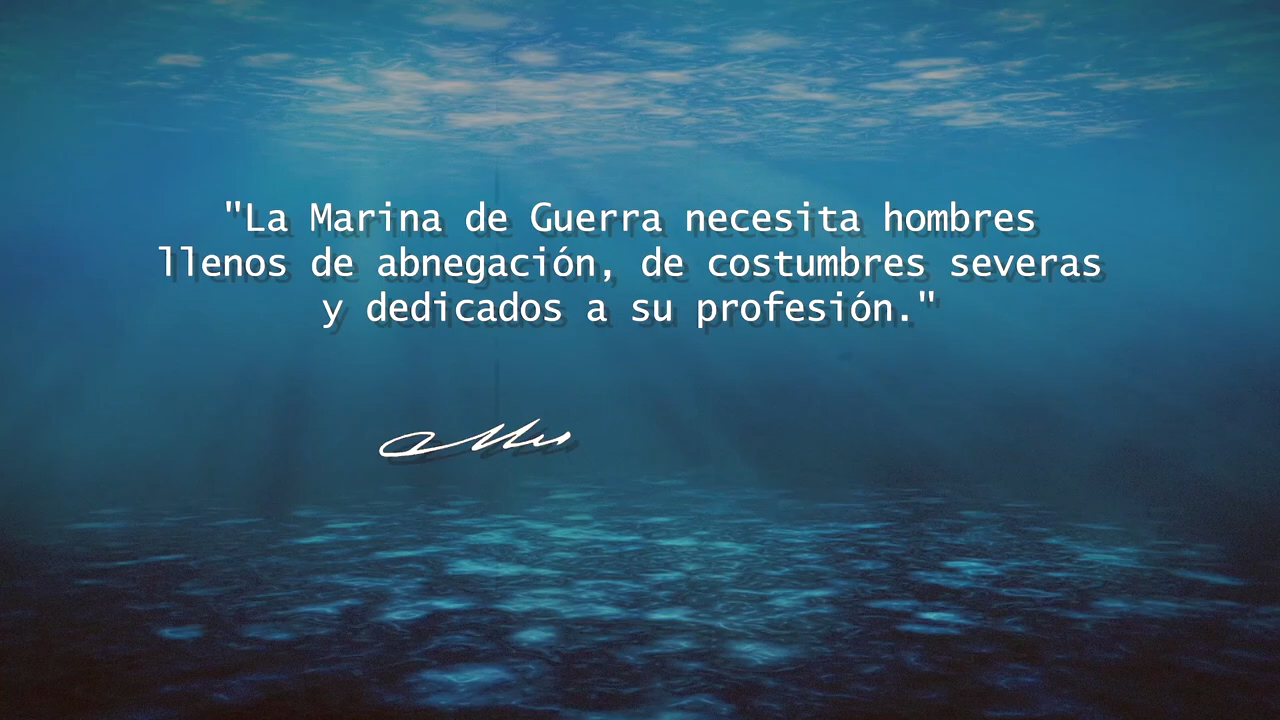 "La Marina de Guerra necesita hombres
llenos de abnegación, de costumbres severas
y dedicados a su profesión."